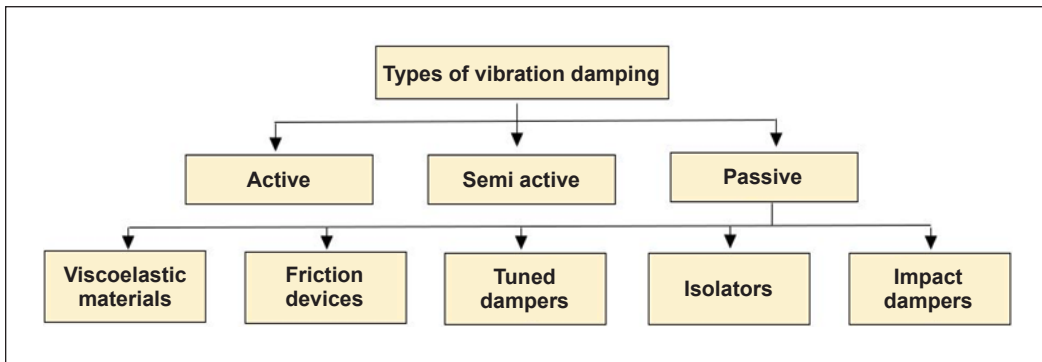 Types of vibration damping
Active
Semi active
Passive
Viscoelastic
materials
Friction
devices
Tuned
dampers
Isolators
Impact
dampers